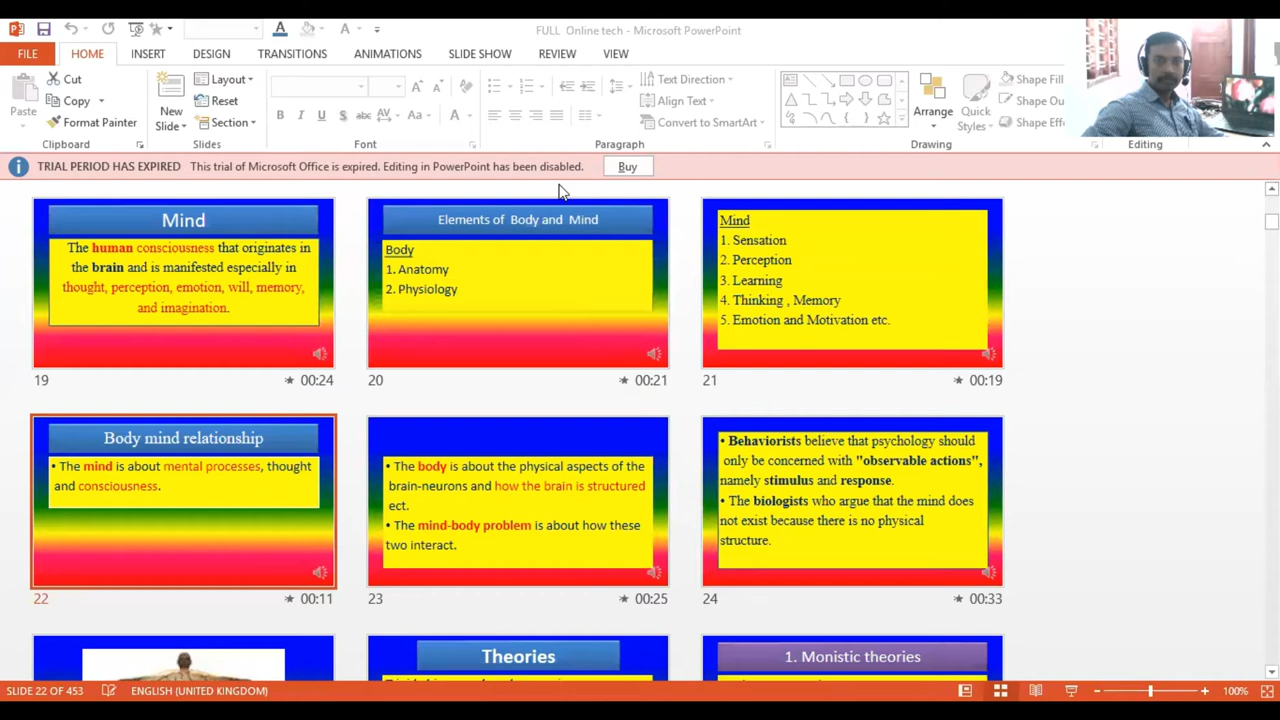 FULL Online tech - Microsoft PowerPoint
FILE HOME INSERT DESIGN TRANSITIONS ANIMATIONS SLIDE SHOW REVIEW VIEW
Paste
Cut
Copy
Format Painter
Clipboard
New
Slide
Layout
Reset
Section
Slides
B I U S abc AV Aa A
Font
Text Direction
Align Text
Convert to SmartArt
Paragraph
Arrange
Quick
Styles
Shape Fill
Shape Ou
Shape Effe
Drawing
Editing
TRIAL PERIOD HAS EXPIRED This trial of Microsoft Office is expired. Editing in PowerPoint has been disabled. Buy
Mind
The human consciousness that originates in
the brain and is manifested especially in
thought, perception, emotion, will, memory,
and imagination.
19 00:24
Elements of Body and Mind
Body
1. Anatomy
2. Physiology
20 00:21
Mind
1. Sensation
2. Perception
3. Learning
4. Thinking , Memory
5. Emotion and Motivation etc.
21 00:19
Body mind relationship
• The mind is about mental processes, thought
and consciousness.
22 00:11
• The body is about the physical aspects of the
brain-neurons and how the brain is structured
ect.
• The mind-body problem is about how these
two interact.
23 00:25
• Behaviorists believe that psychology should
only be concerned with "observable actions",
namely stimulus and response.
• The biologists who argue that the mind does
not exist because there is no physical
structure.
24 00:33
Theories
1. Monistic theories
SLIDE 22 OF 453 ENGLISH (UNITED KINGDOM) 100%